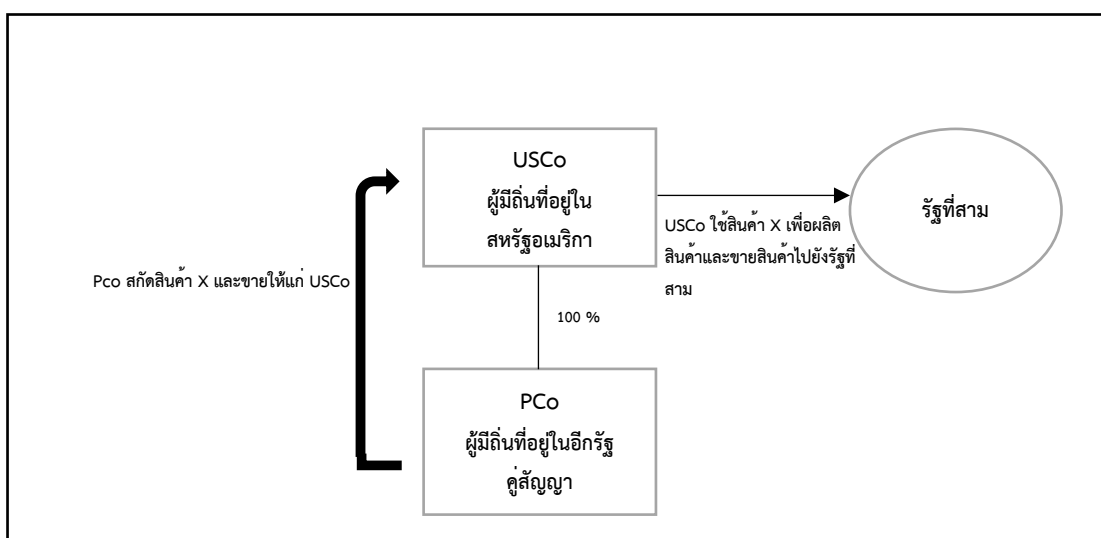 USCo
ผู้มีถิ่นที่อยู่ใน
สหรัฐอเมริกา
รัฐที่สาม
USCo ใช้สินค้า X เพื่อผลิต
สินค้าและขายสินค้าไปยังรัฐที่
สาม
Pco สกัดสินค้า X และขายให้แก่ USCo
100 %
PCo
ผู้มีถิ่นที่อยู่ในอีกรัฐ
คู่สัญญา